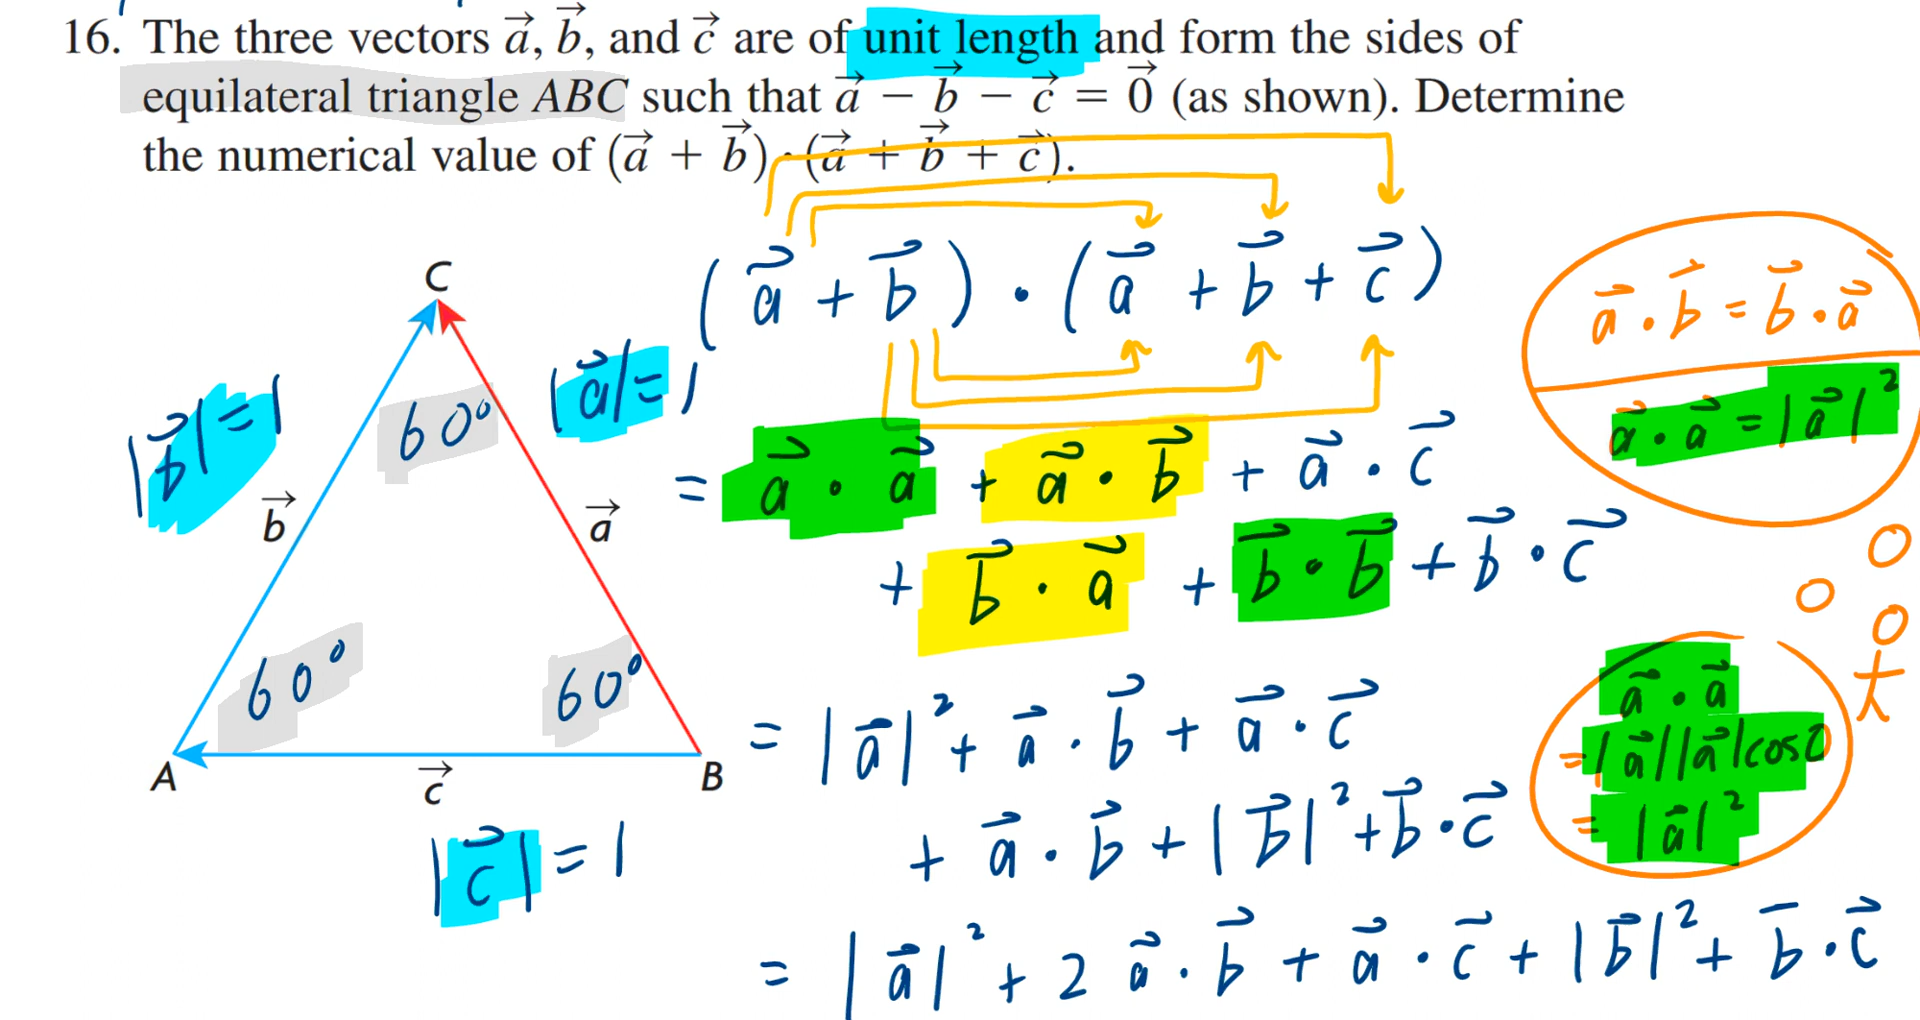 16. The three vectors a⃗, b⃗, and c⃗ are of unit length and form the sides of
equilateral triangle ABC such that a⃗ − b⃗ − c⃗ = 0⃗ (as shown). Determine
the numerical value of (a⃗ + b⃗) · (a⃗ + b⃗ + c⃗).
(a⃗ + b⃗) · (a⃗ + b⃗ + c⃗)
a⃗ · b⃗ = b⃗ · a⃗
a⃗ · a⃗ = |a⃗|²
C
60°
|a⃗| = 1
|b⃗| = 1
b⃗
a⃗
60°
60°
A
c⃗
B
|c⃗| = 1
= a⃗ · a⃗ + a⃗ · b⃗ + a⃗ · c⃗
+ b⃗ · a⃗ + b⃗ · b⃗ + b⃗ · c⃗
= |a⃗|² + a⃗ · b⃗ + a⃗ · c⃗
+ a⃗ · b⃗ + |b⃗|² + b⃗ · c⃗
= |a⃗|² + 2 a⃗ · b⃗ + a⃗ · c⃗ + |b⃗|² + b⃗ · c⃗
a⃗ · a⃗
= |a⃗||a⃗|cos0
= |a⃗|²